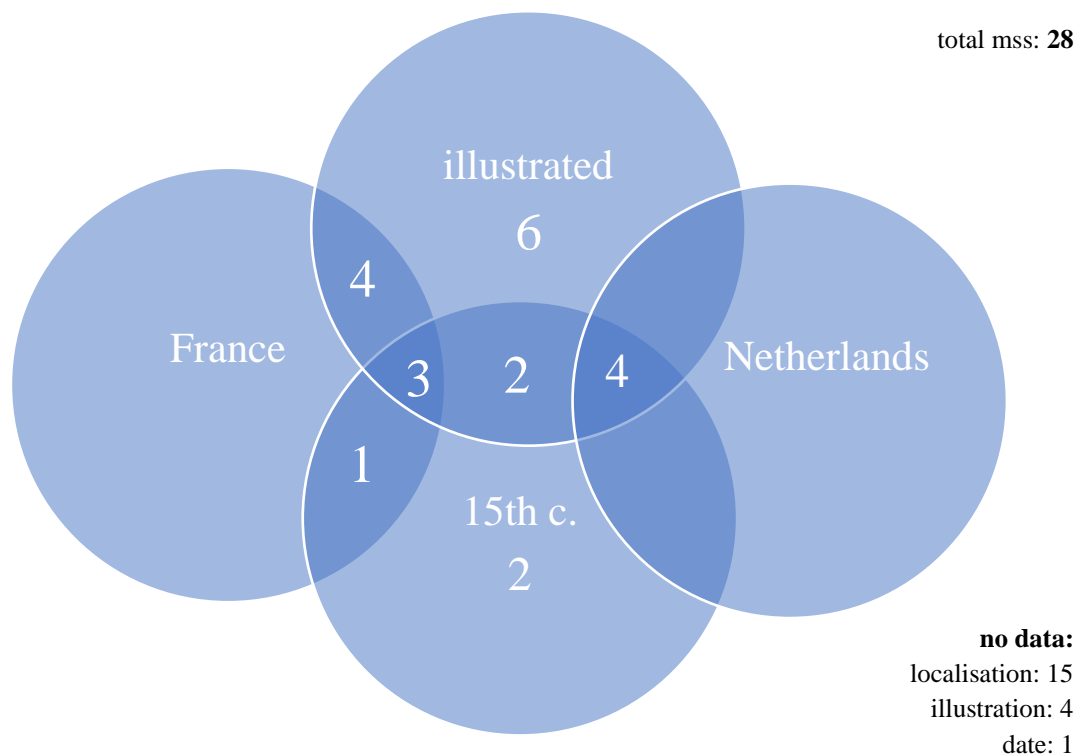 total mss: 28
illustrated
6
4
France
3
2
4
Netherlands
1
15th c.
2
no data:
localisation: 15
illustration: 4
date: 1